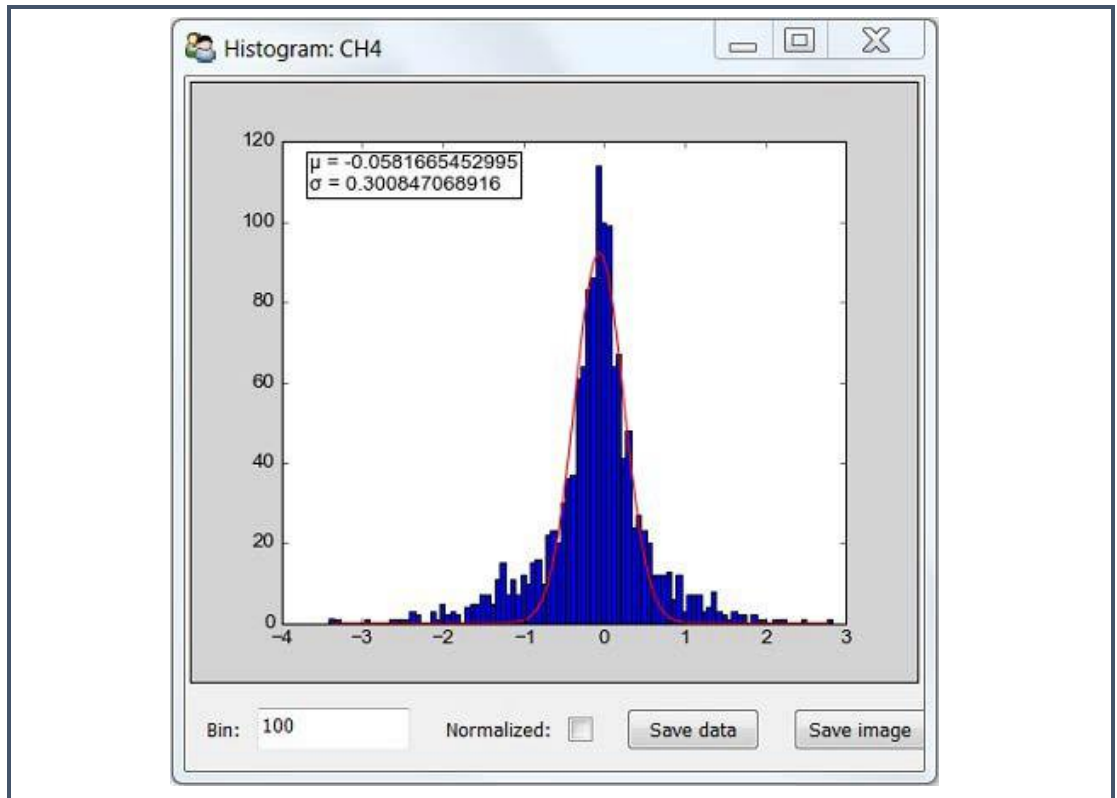 Histogram: CH4
120
μ = -0.0581665452995
σ = 0.300847068916
100
80
60
40
20
0
−4 −3 −2 −1 0 1 2 3
Bin: 100 Normalized: Save data Save image